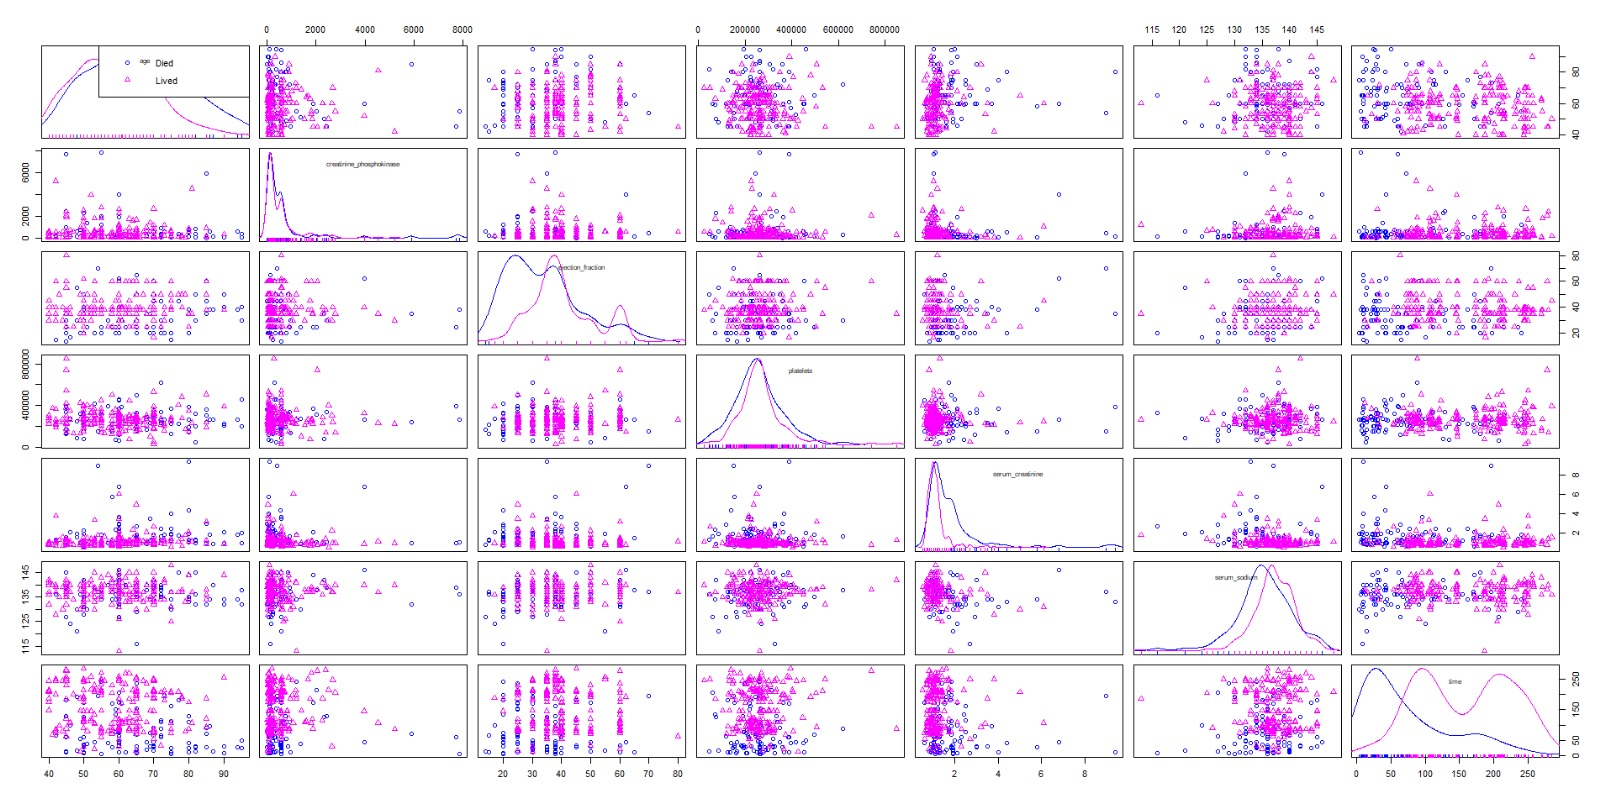 0 2000 4000 6000 8000
0 200000 400000 600000 800000
115 120 125 130 135 140 145
age Died
Lived
40 60 80
creatinine_phosphokinase
0 2000 6000
ejection_fraction
20 40 60 80
platelets
0 400000 800000
serum_creatinine
2 4 6 8
serum_sodium
115 125 135 145
time
0 50 150 250
40 50 60 70 80 90
20 30 40 50 60 70 80
2 4 6 8
0 50 100 150 200 250